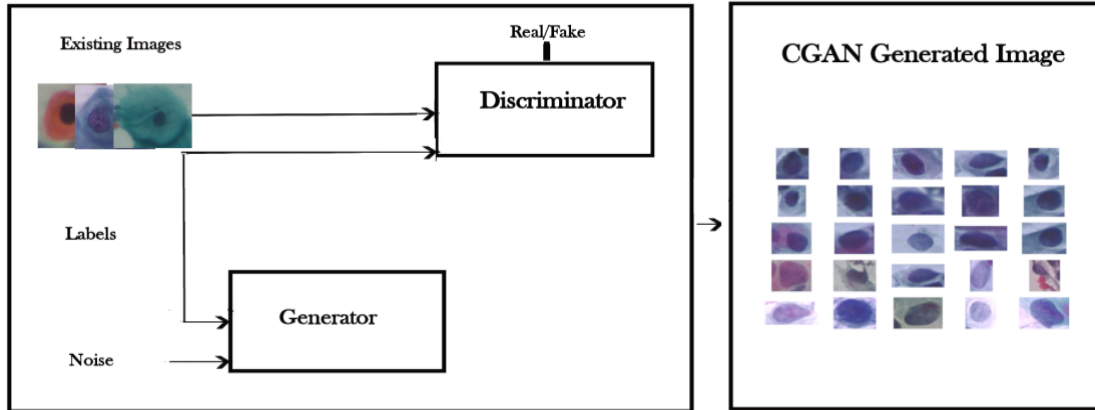 Existing Images
Real/Fake
Discriminator
Labels
Generator
Noise
CGAN Generated Image